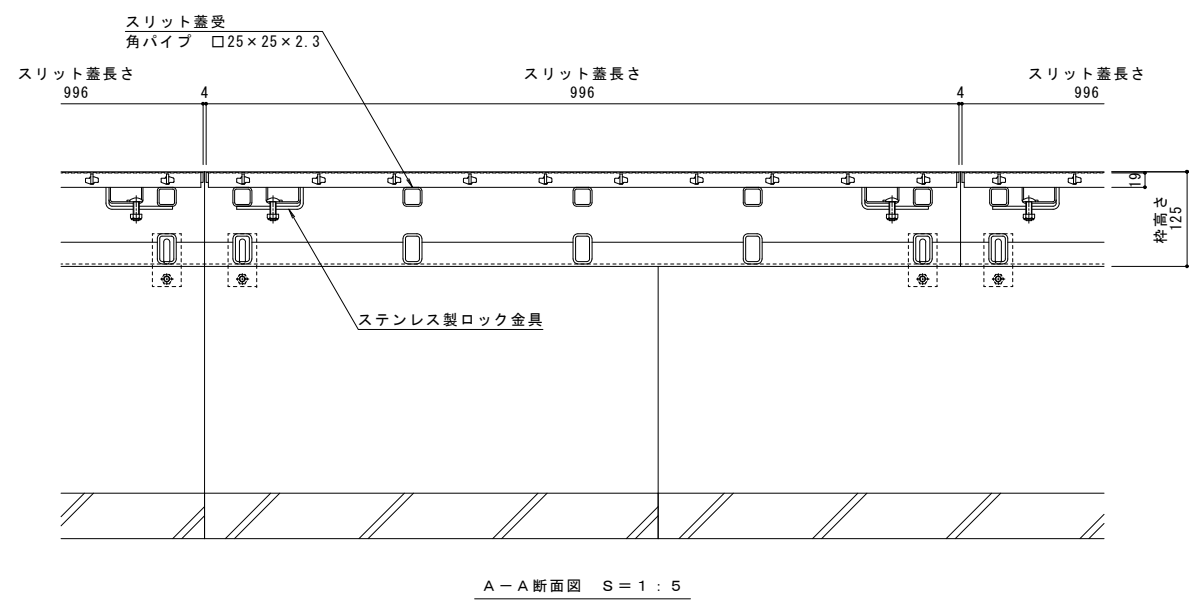 スリット蓋受
角パイプ　□25×25×2.3
スリット蓋長さ
996
4
スリット蓋長さ
996
4
スリット蓋長さ
996
19
枠高さ
125
ステンレス製ロック金具
A－A断面図　S＝1：5